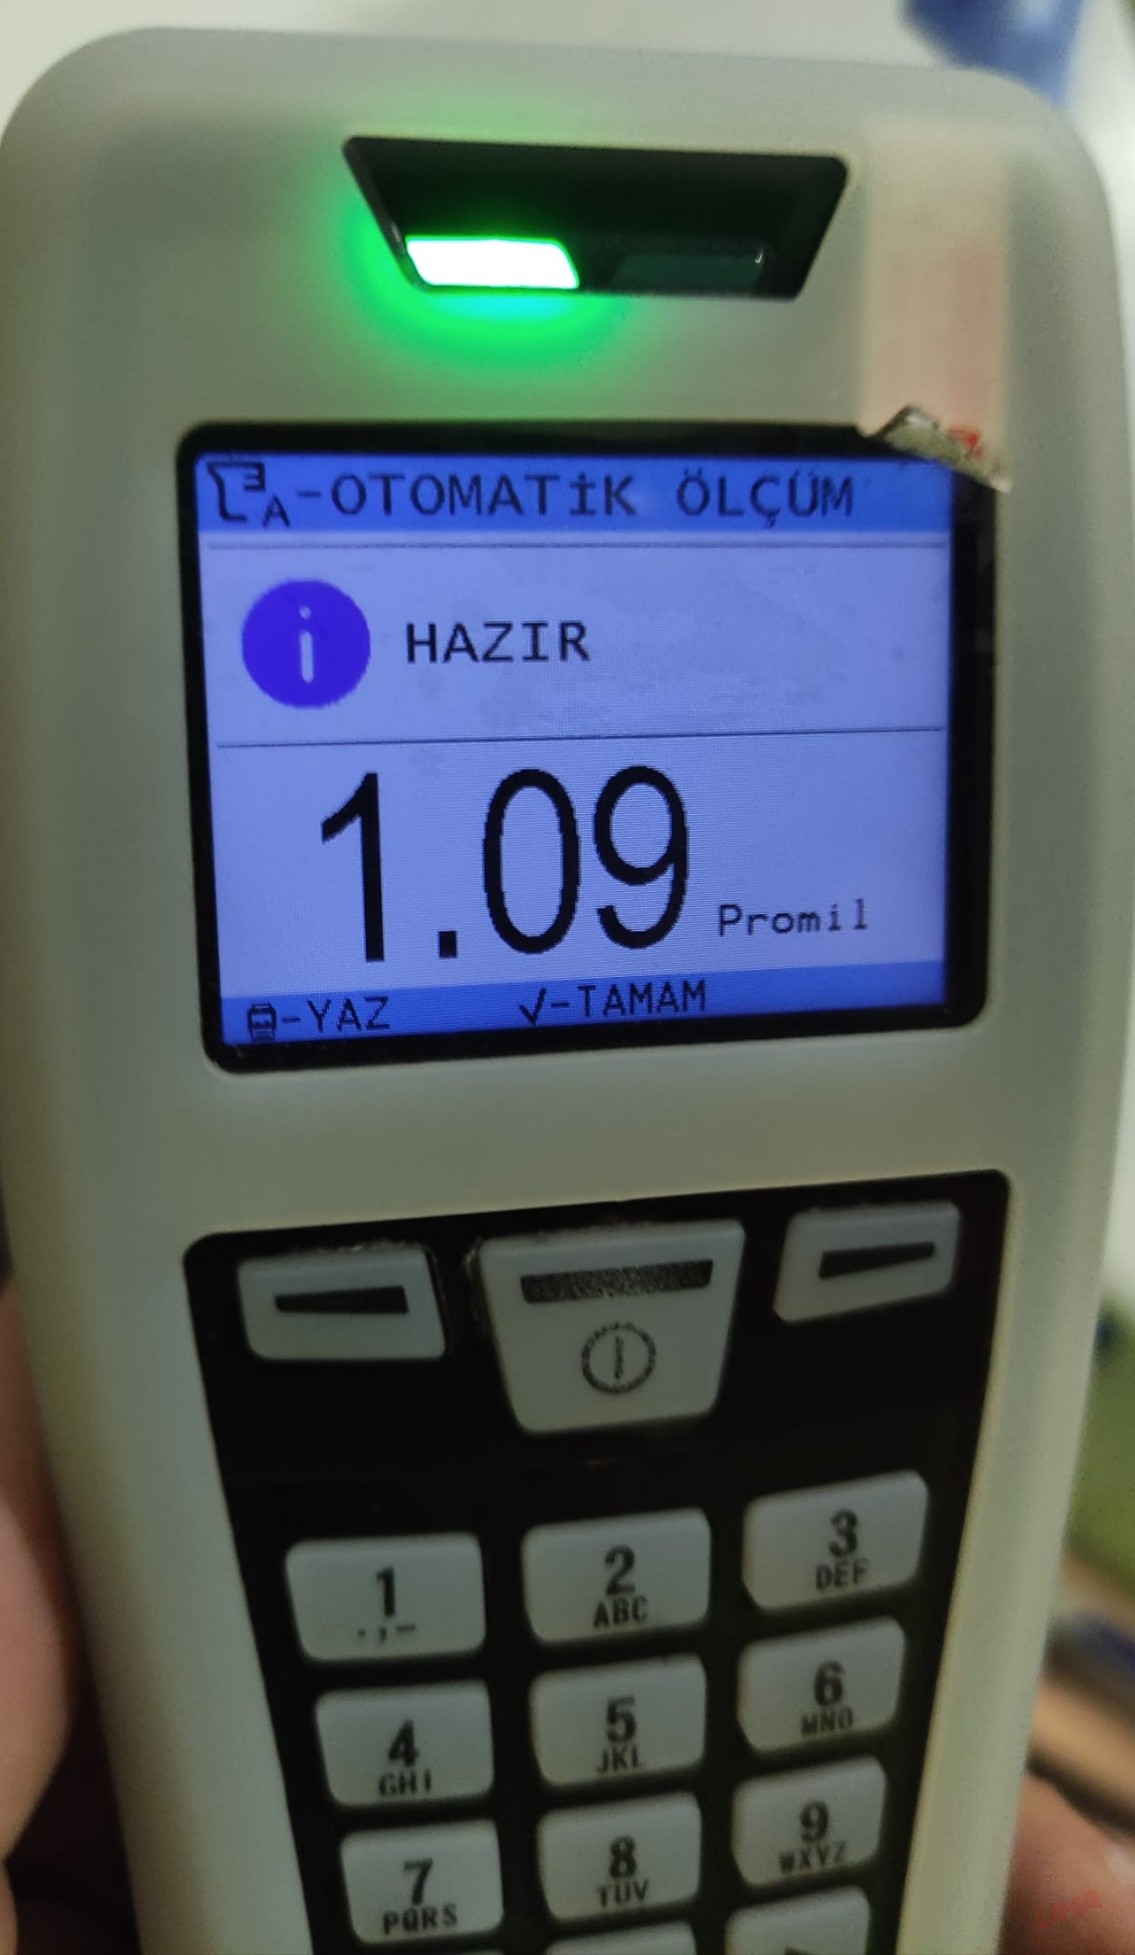 A-OTOMATİK ÖLÇÜM
i HAZIR
1.09 Promil
-YAZ √-TAMAM
1 2 3
.,- ABC DEF
4 5 6
GHI JKL MNO
7 8 9
PQRS TUV WXYZ